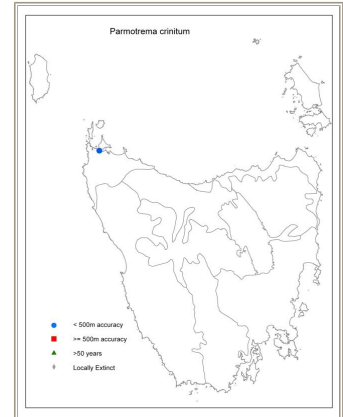 Parmotrema crinitum
< 500m accuracy
>= 500m accuracy
>50 years
Locally Extinct